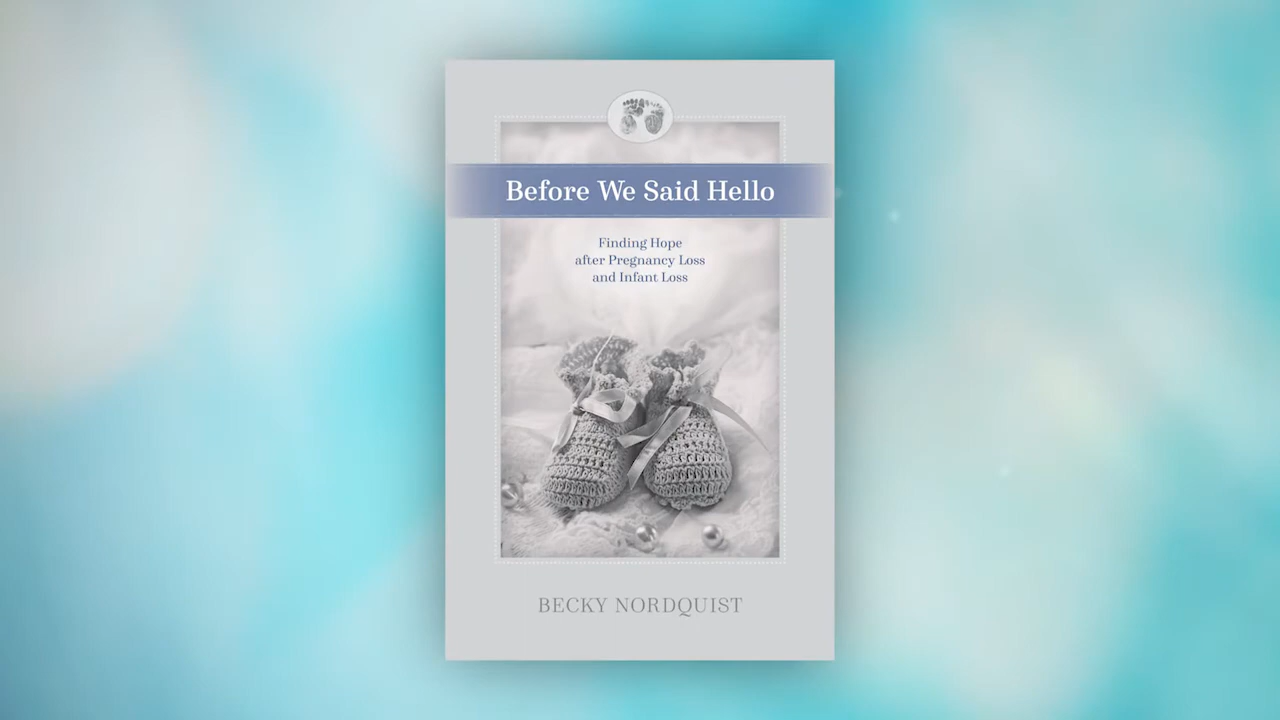 Before We Said Hello
Finding Hope
after Pregnancy Loss
and Infant Loss
BECKY NORDQUIST